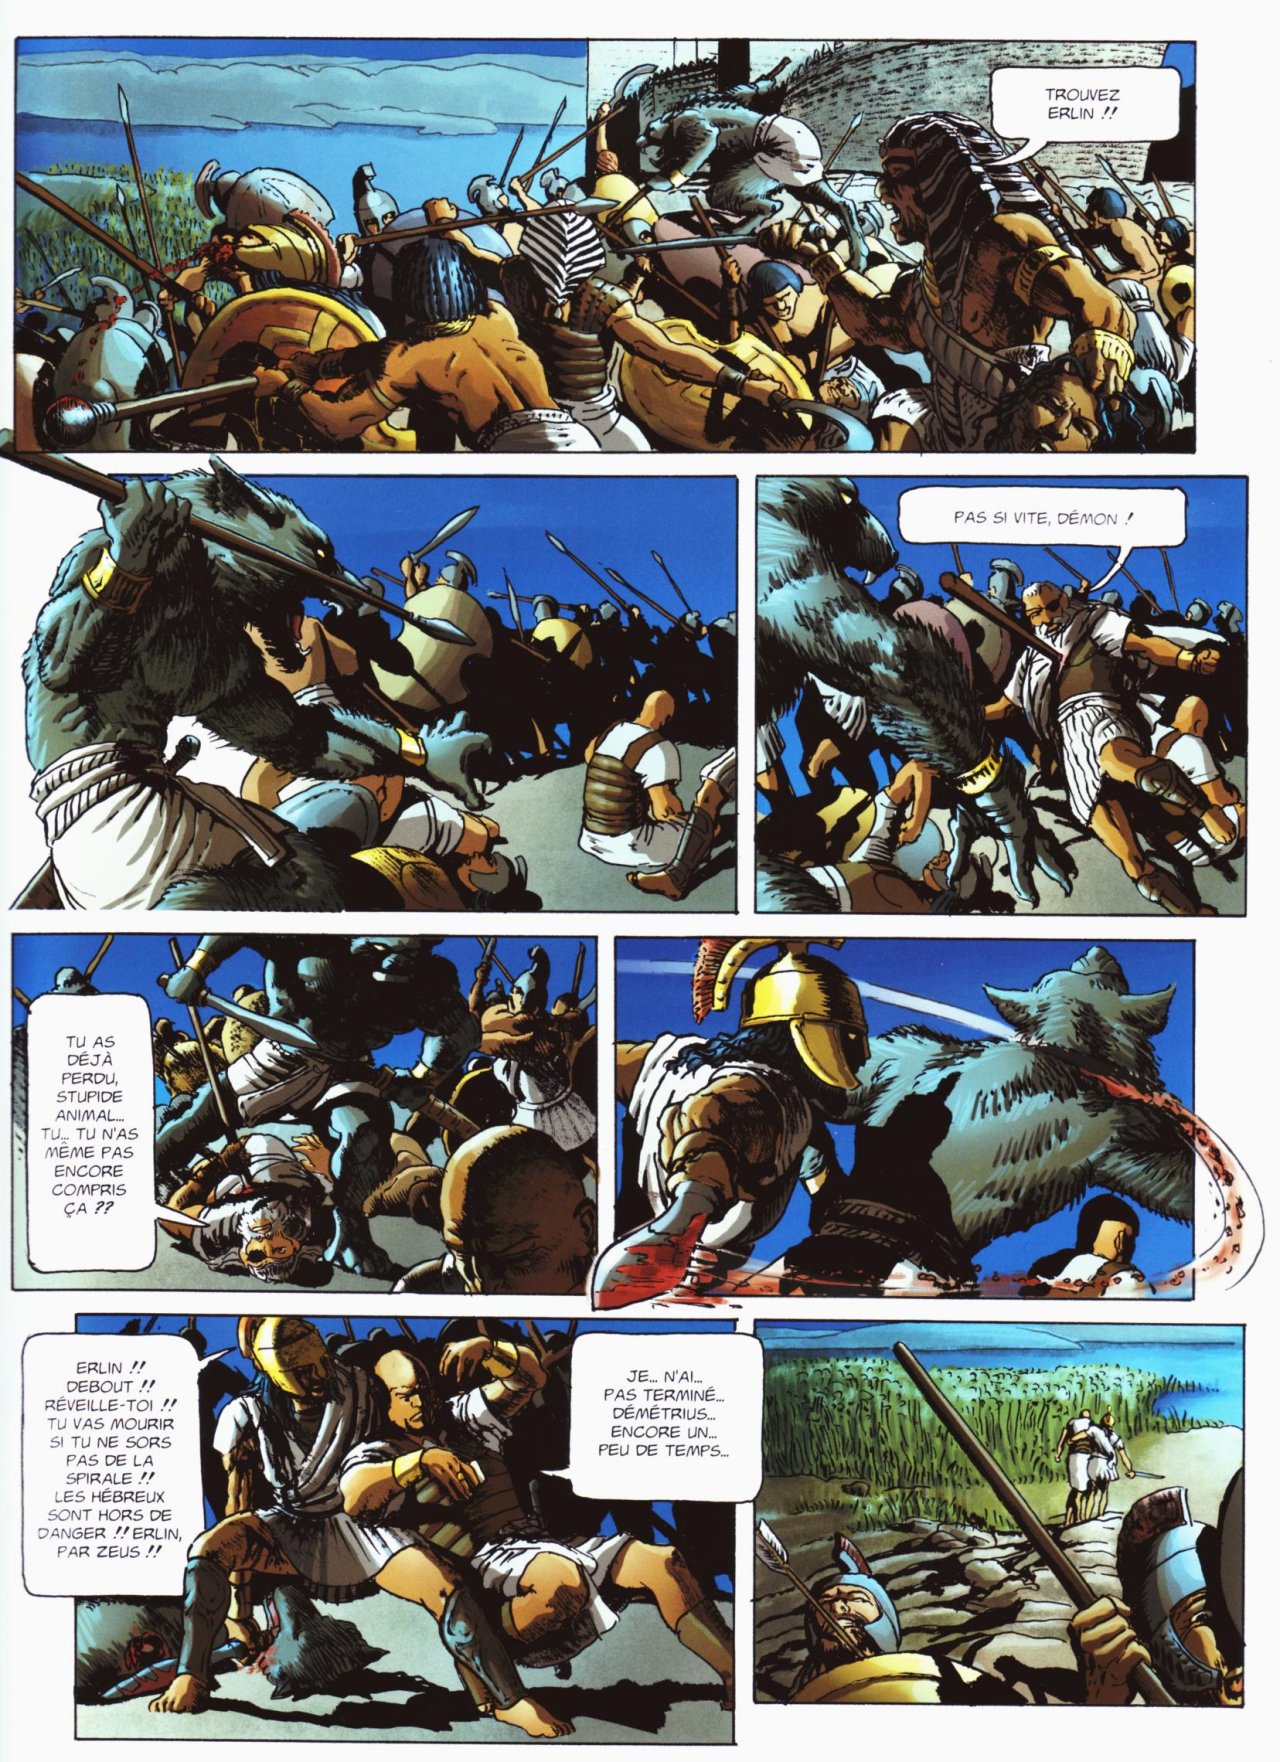 TROUVEZ
ERLIN !!
PAS SI VITE, DÉMON !
TU AS
DÉJÀ
PERDU,
STUPIDE
ANIMAL...
TU... TU N'AS
MÊME PAS
ENCORE
COMPRIS
ÇA ??
ERLIN !!
DEBOUT !!
RÉVEILLE-TOI !!
TU VAS MOURIR
SI TU NE SORS
PAS DE LA
SPIRALE !!
LES HÉBREUX
SONT HORS DE
DANGER !! ERLIN,
PAR ZEUS !!
JE... N'AI...
PAS TERMINÉ...
DÉMÉTRIUS...
ENCORE UN...
PEU DE TEMPS...